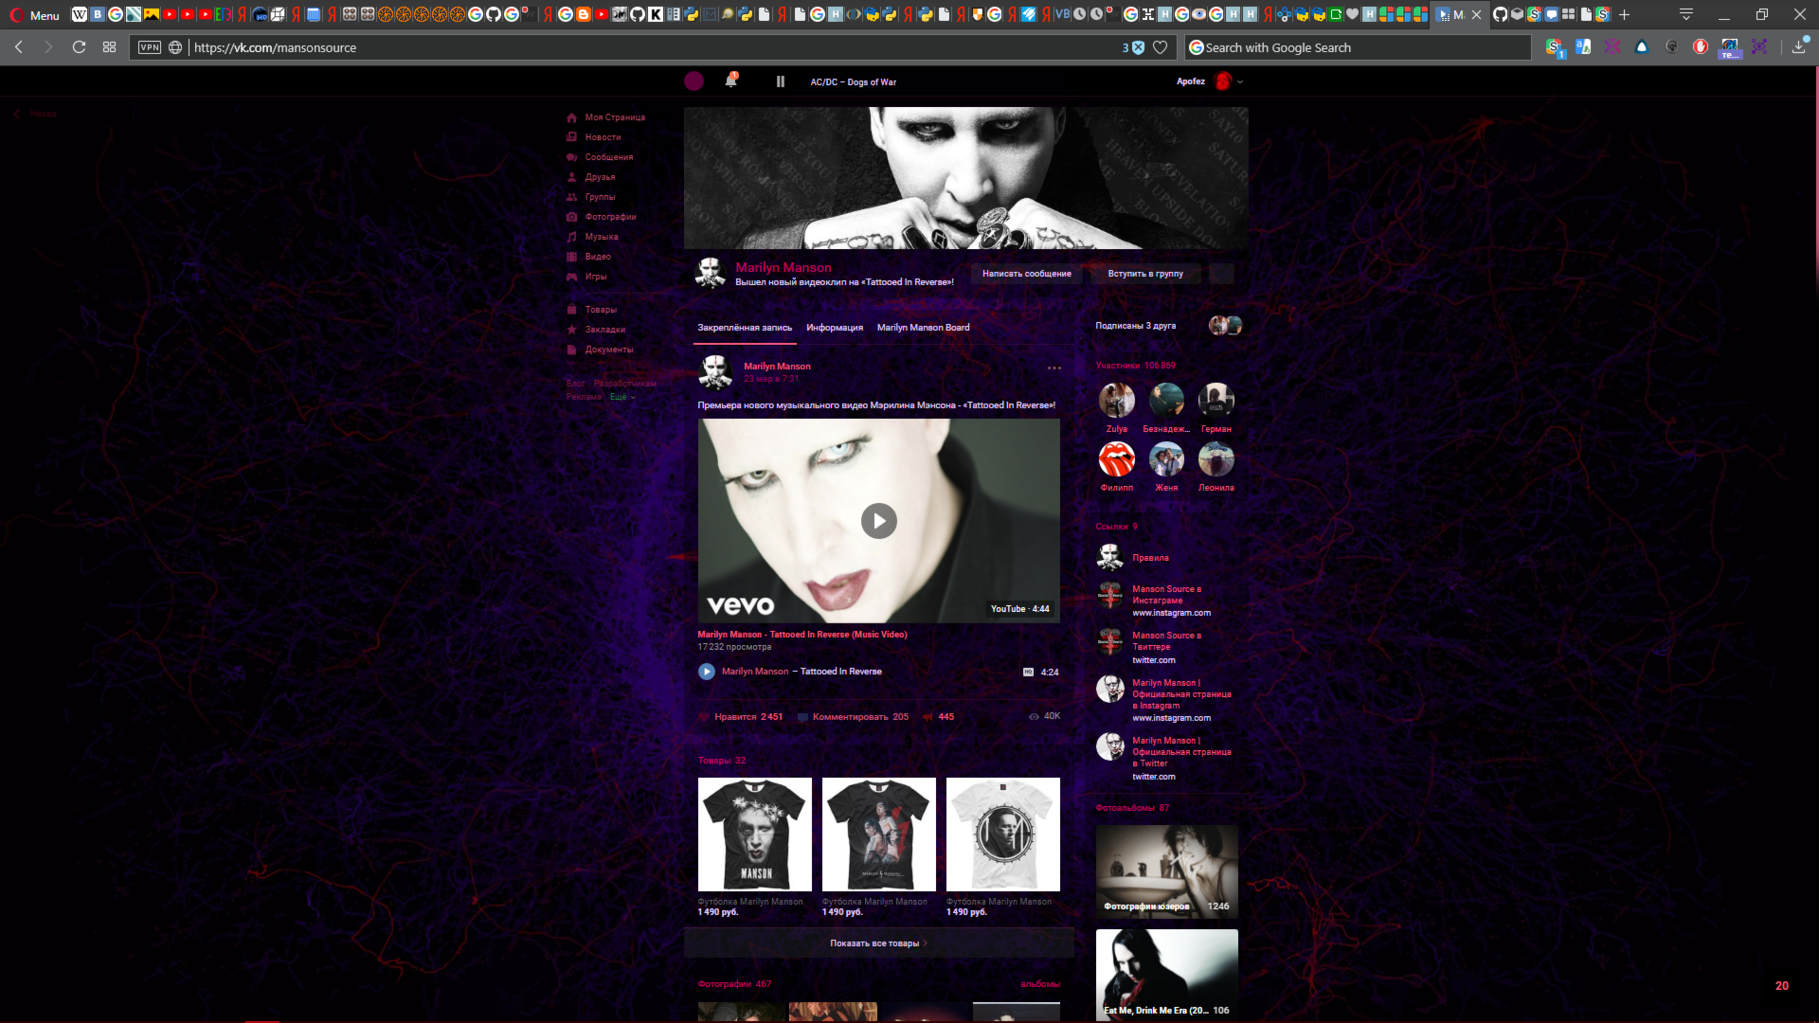 Menu
VPN
https://vk.com/mansonsource
3
Search with Google Search
1
те...
1
AC/DC – Dogs of War
Apofez
Назад
Моя Страница
Новости
Сообщения
Друзья
Группы
Фотографии
Музыка
Видео
Игры
Товары
Закладки
Документы
Блог Разработчикам
Реклама Ещё
Marilyn Manson
Вышел новый видеоклип на «Tattooed In Reverse»!
Написать сообщение
Вступить в группу
Закреплённая запись
Информация
Marilyn Manson Board
Marilyn Manson
23 мар в 7:31
Премьера нового музыкального видео Мэрилина Мэнсона - «Tattooed In Reverse»!
vevo
YouTube · 4:44
Marilyn Manson - Tattooed In Reverse (Music Video)
17 232 просмотра
Marilyn Manson – Tattooed In Reverse
HQ
4:24
Нравится 2 451
Комментировать 205
445
40K
Товары 32
MANSON
Футболка Marilyn Manson
1 490 руб.
Футболка Marilyn Manson
1 490 руб.
Футболка Marilyn Manson
1 490 руб.
Показать все товары
Фотографии 467
альбомы
Подписаны 3 друга
Участники 106 869
Zulya
Безнадеж...
Герман
Филипп
Женя
Леонила
Ссылки 9
Правила
Manson Source в
Инстаграме
www.instagram.com
Manson Source в
Твиттере
twitter.com
Marilyn Manson |
Официальная страница
в Instagram
www.instagram.com
Marilyn Manson |
Официальная страница
в Twitter
twitter.com
Фотоальбомы 87
Фотографии юзеров 1246
Eat Me, Drink Me Era (20... 106
20